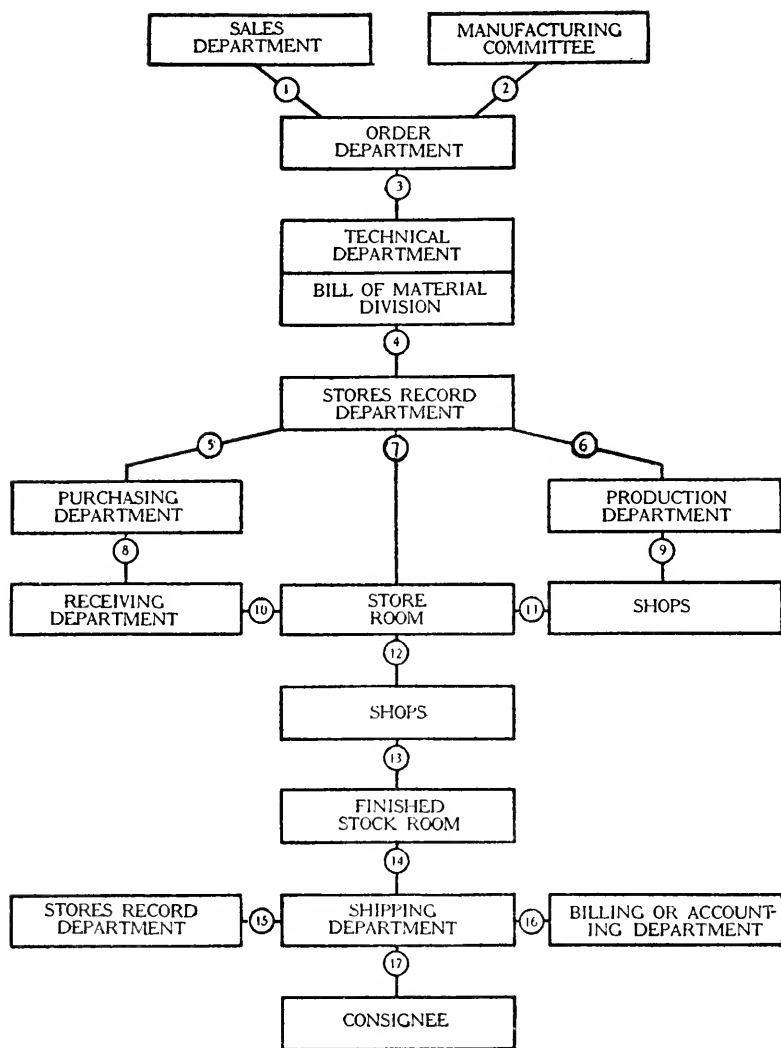 SALES
DEPARTMENT
MANUFACTURING
COMMITTEE
1
2
ORDER
DEPARTMENT
3
TECHNICAL
DEPARTMENT
BILL OF MATERIAL
DIVISION
4
STORES RECORD
DEPARTMENT
5
7
6
PURCHASING
DEPARTMENT
PRODUCTION
DEPARTMENT
8
9
RECEIVING
DEPARTMENT
10
STORE
ROOM
11
SHOPS
12
SHOPS
13
FINISHED
STOCK ROOM
14
STORES RECORD
DEPARTMENT
15
SHIPPING
DEPARTMENT
16
BILLING OR ACCOUNT-
ING DEPARTMENT
17
CONSIGNEE